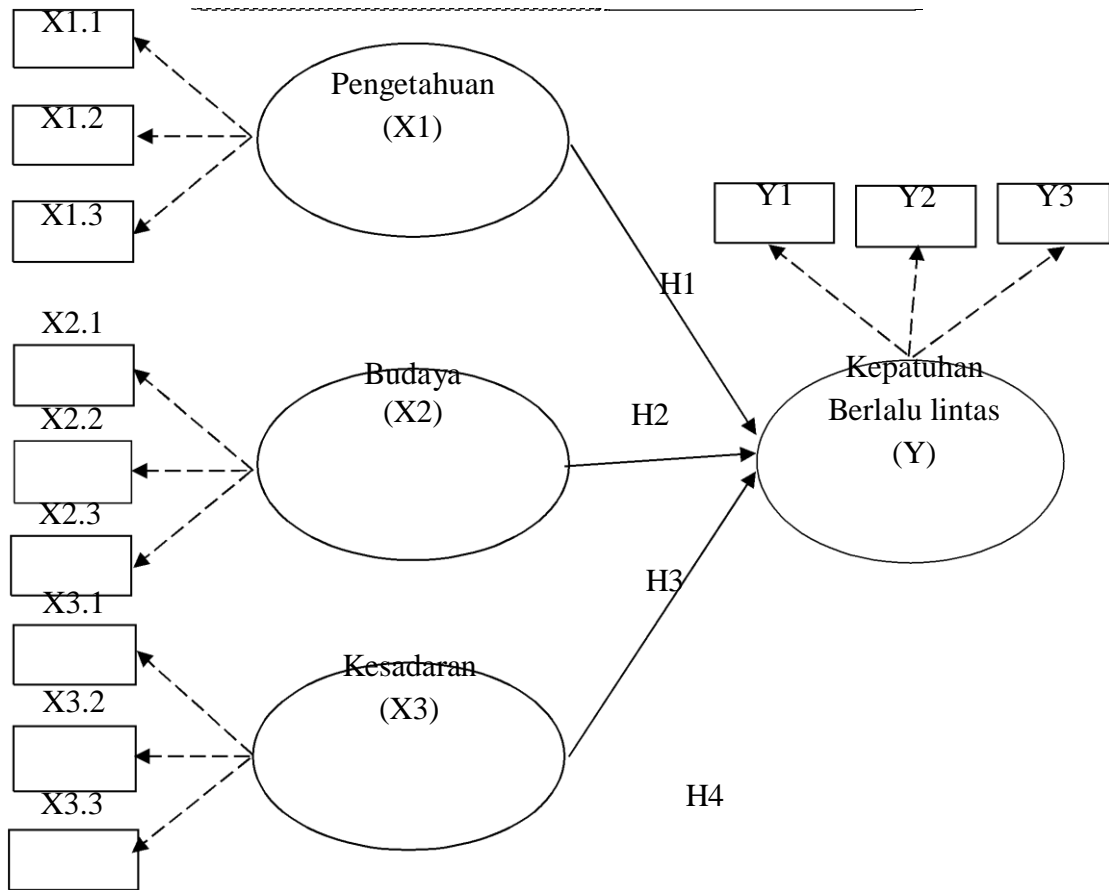 X1.1
Pengetahuan
(X1)
X1.2
X1.3
Y1
Y2
Y3
H1
X2.1
Budaya
(X2)
X2.2
H2
Kepatuhan
Berlalu lintas
(Y)
X2.3
H3
X3.1
Kesadaran
(X3)
X3.2
X3.3
H4